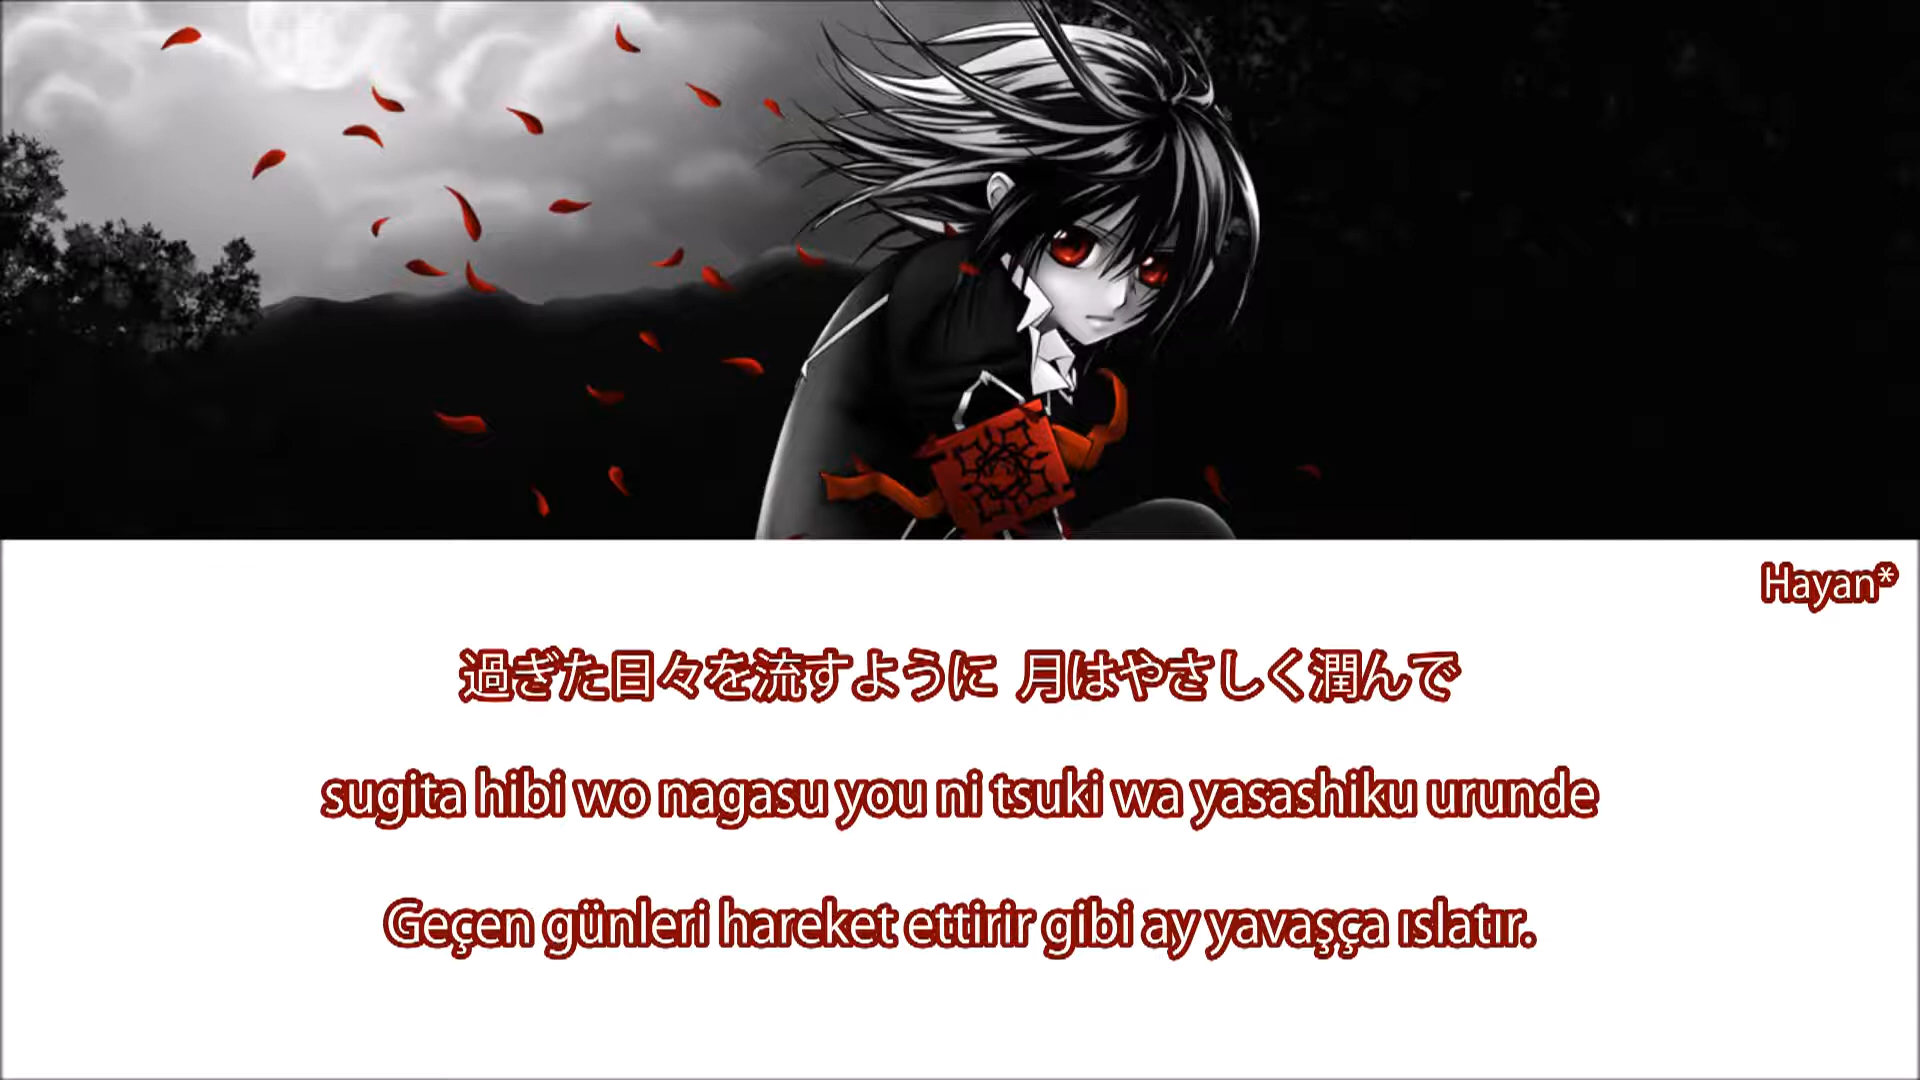 Hayan*
過ぎた日々を流すように 月はやさしく潤んで
sugita hibi wo nagasu you ni tsuki wa yasashiku urunde
Geçen günleri hareket ettirir gibi ay yavaşça ıslatır.